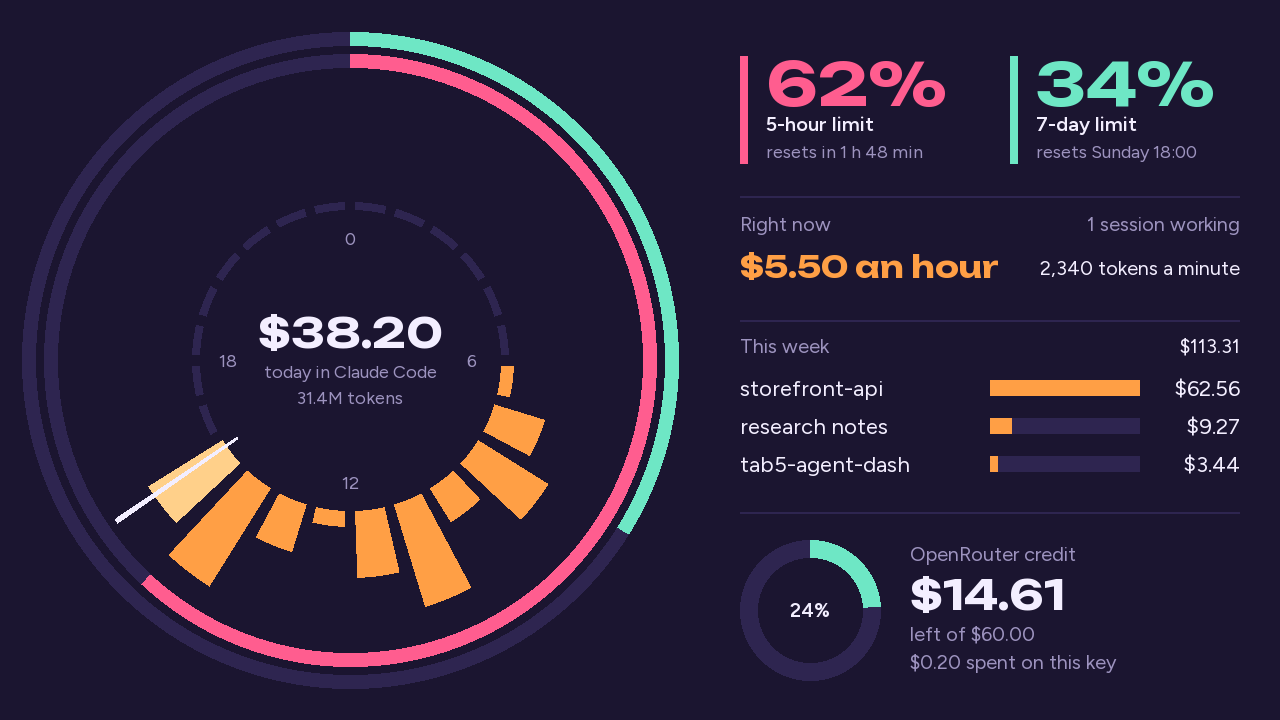 0
18
6
12
$38.20
today in Claude Code
31.4M tokens
62%
5-hour limit
resets in 1 h 48 min
34%
7-day limit
resets Sunday 18:00
Right now
1 session working
$5.50 an hour
2,340 tokens a minute
This week
$113.31
storefront-api
$62.56
research notes
$9.27
tab5-agent-dash
$3.44
24%
OpenRouter credit
$14.61
left of $60.00
$0.20 spent on this key